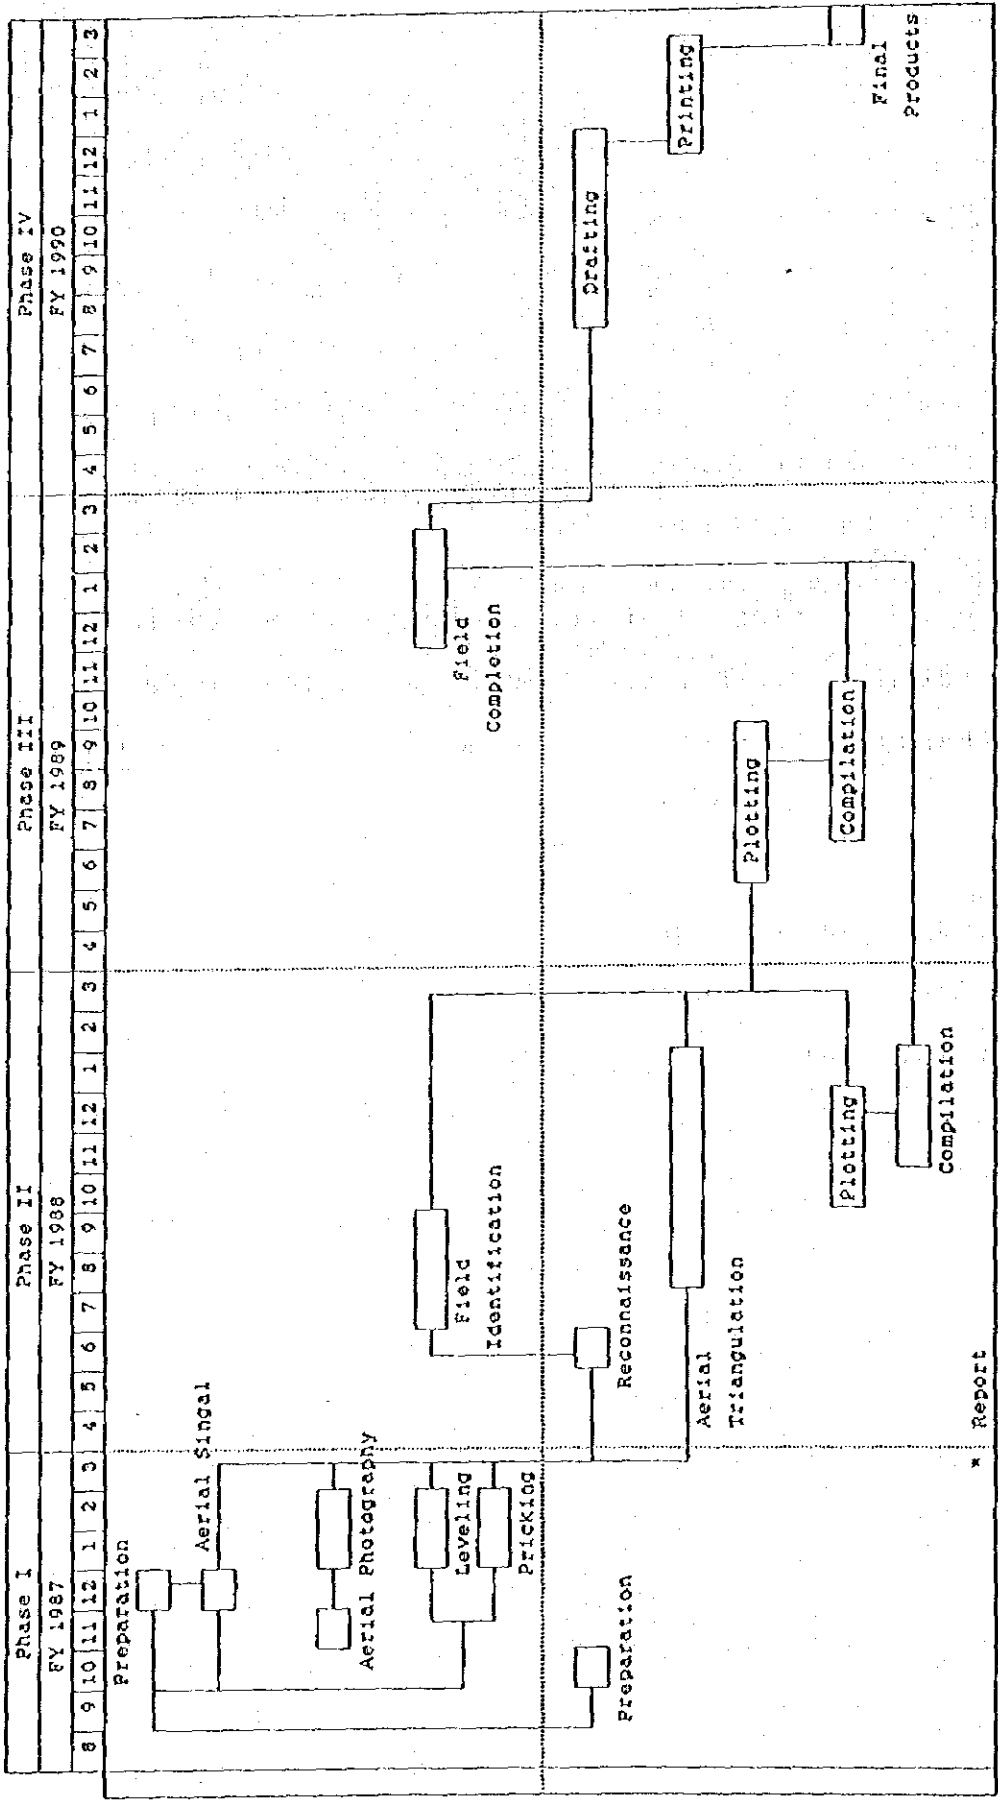 Phase I
Phase II
Phase III
Phase IV
FY 1987
FY 1988
FY 1989
FY 1990
8 9 10 11 12 1 2 3 4 5 6 7 8 9 10 11 12 1 2 3 4 5 6 7 8 9 10 11 12 1 2 3 4 5 6 7 8 9 10 11 12 1 2 3
Preparation
Aerial Singal
Aerial Photography
Leveling
Pricking
Field
Identification
Field
Completion
Preparation
Reconnaissance
Drafting
Aerial
Triangulation
Printing
Plotting
Plotting
Compilation
Final
Products
Compilation
* Report